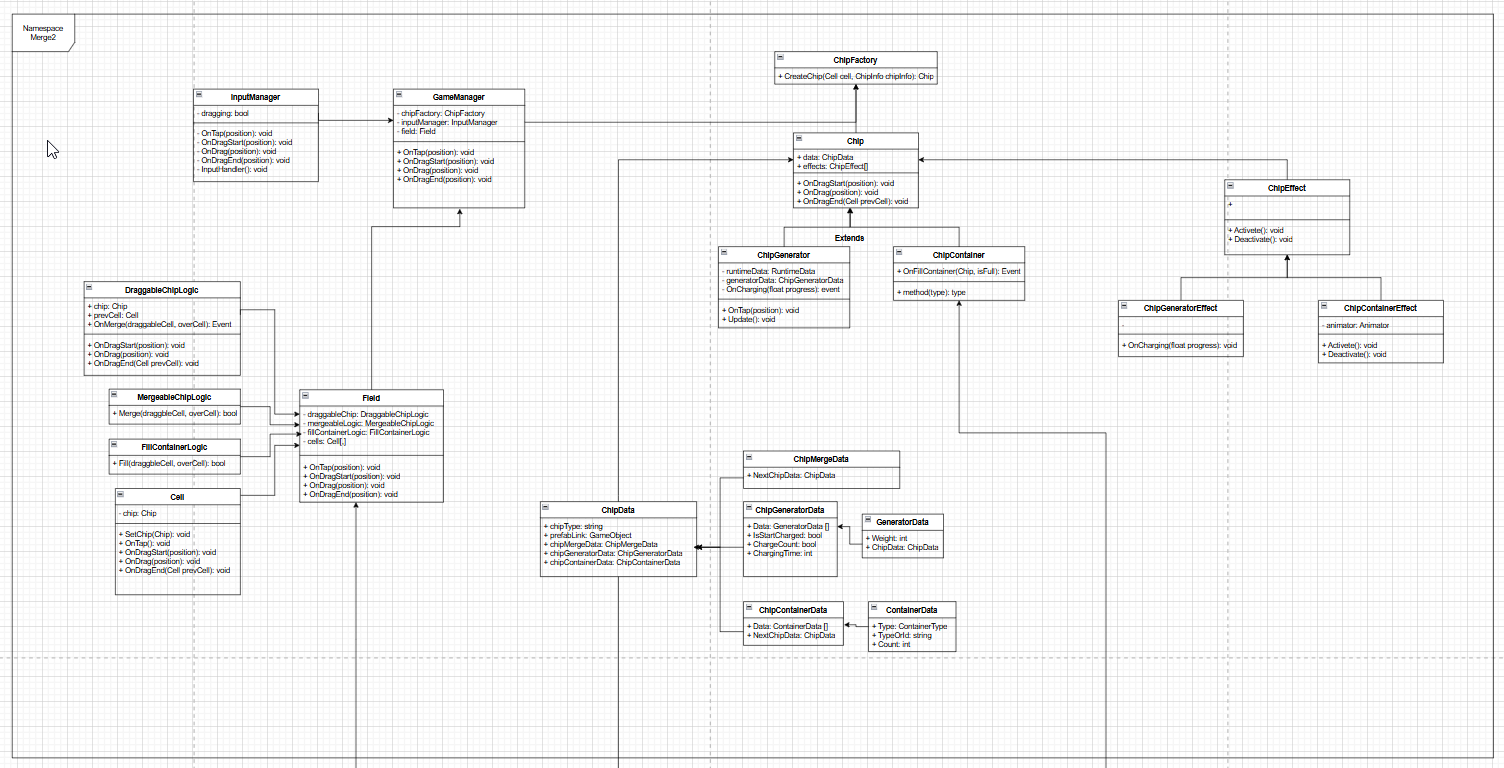 Namespace
Merge2
ChipFactory
+ CreateChip(Cell cell, ChipInfo chipInfo): Chip
InputManager
- dragging: bool
- OnTap(position): void
- OnDragStart(position): void
- OnDrag(position): void
- OnDragEnd(position): void
- InputHandler(): void
GameManager
- chipFactory: ChipFactory
- inputManager: InputManager
- field: Field
+ OnTap(position): void
+ OnDragStart(position): void
+ OnDrag(position): void
+ OnDragEnd(position): void
Chip
+ data: ChipData
+ effects: ChipEffect[]
+ OnDragStart(position): void
+ OnDrag(position): void
+ OnDragEnd(Cell prevCell): void
ChipEffect
+
+ Activete(): void
+ Deactivate(): void
Extends
ChipGenerator
- runtimeData: RuntimeData
- generatorData: ChipGeneratorData
- OnCharging(float progress): event
+ OnTap(position): void
+ Update(): void
ChipContainer
+ OnFillContainer(Chip, isFull): Event
+ method(type): type
ChipGeneratorEffect
-
+ OnCharging(float progress): void
ChipContainerEffect
- animator: Animator
+ Activete(): void
+ Deactivate(): void
DraggableChipLogic
+ chip: Chip
+ prevCell: Cell
+ OnMerge(draggableCell, overCell): Event
+ OnDragStart(position): void
+ OnDrag(position): void
+ OnDragEnd(Cell prevCell): void
MergeableChipLogic
+ Merge(draggbleCell, overCell): bool
FillContainerLogic
+ Fill(draggbleCell, overCell): bool
Cell
- chip: Chip
+ SetChip(Chip): void
+ OnTap(): void
+ OnDragStart(position): void
+ OnDrag(position): void
+ OnDragEnd(Cell prevCell): void
Field
- draggableChip: DraggableChipLogic
- mergeableLogic: MergeableChipLogic
- fillContainerLogic: FillContainerLogic
- cells: Cell[,]
+ OnTap(position): void
+ OnDragStart(position): void
+ OnDrag(position): void
+ OnDragEnd(position): void
ChipMergeData
+ NextChipData: ChipData
ChipData
+ chipType: string
+ prefabLink: GameObject
+ chipMergeData: ChipMergeData
+ chipGeneratorData: ChipGeneratorData
+ chipContainerData: ChipContainerData
ChipGeneratorData
+ Data: GeneratorData []
+ IsStartCharged: bool
+ ChargeCount: bool
+ ChargingTime: int
GeneratorData
+ Weight: int
+ ChipData: ChipData
ChipContainerData
+ Data: ContainerData []
+ NextChipData: ChipData
ContainerData
+ Type: ContainerType
+ TypeOrId: string
+ Count: int